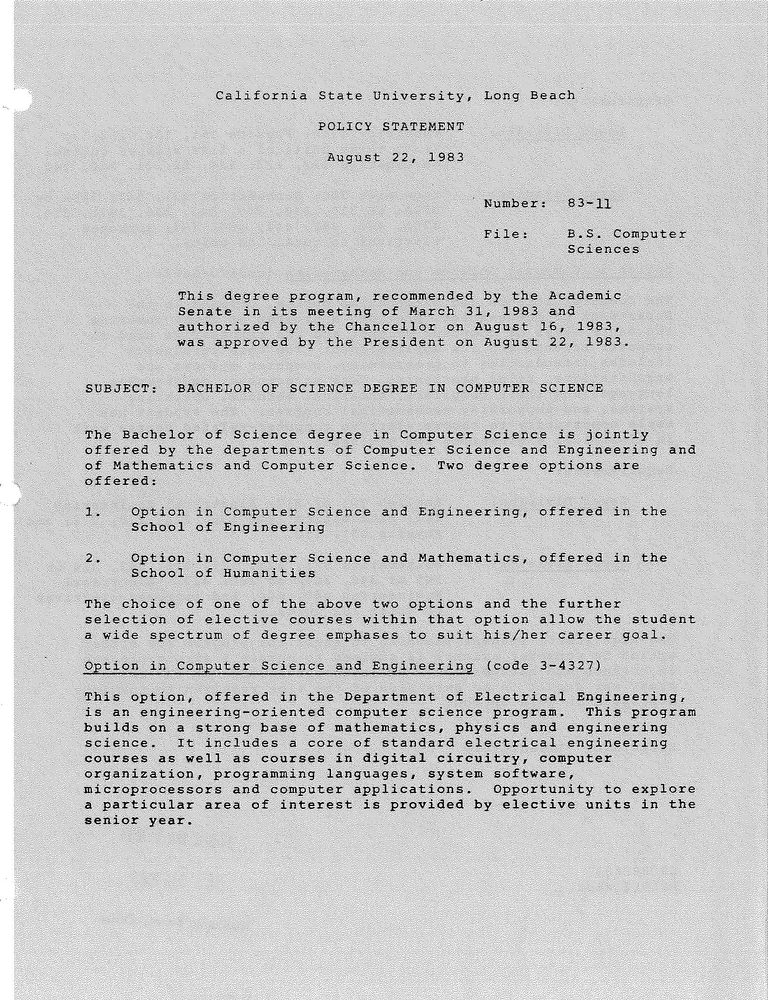 California State University, Long Beach
POLICY STATEMENT
August 22, 1983
Number: 83-11
File: B.S. Computer
Sciences
This degree program, recommended by the Academic
Senate in its meeting of March 31, 1983 and
authorized by the Chancellor on August 16, 1983,
was approved by the President on August 22, 1983.
SUBJECT: BACHELOR OF SCIENCE DEGREE IN COMPUTER SCIENCE
The Bachelor of Science degree in Computer Science is jointly
offered by the departments of Computer Science and Engineering and
of Mathematics and Computer Science. Two degree options are
offered:
1. Option in Computer Science and Engineering, offered in the
School of Engineering
2. Option in Computer Science and Mathematics, offered in the
School of Humanities
The choice of one of the above two options and the further
selection of elective courses within that option allow the student
a wide spectrum of degree emphases to suit his/her career goal.
Option in Computer Science and Engineering (code 3-4327)
This option, offered in the Department of Electrical Engineering,
is an engineering-oriented computer science program. This program
builds on a strong base of mathematics, physics and engineering
science. It includes a core of standard electrical engineering
courses as well as courses in digital circuitry, computer
organization, programming languages, system software,
microprocessors and computer applications. Opportunity to explore
a particular area of interest is provided by elective units in the
senior year.